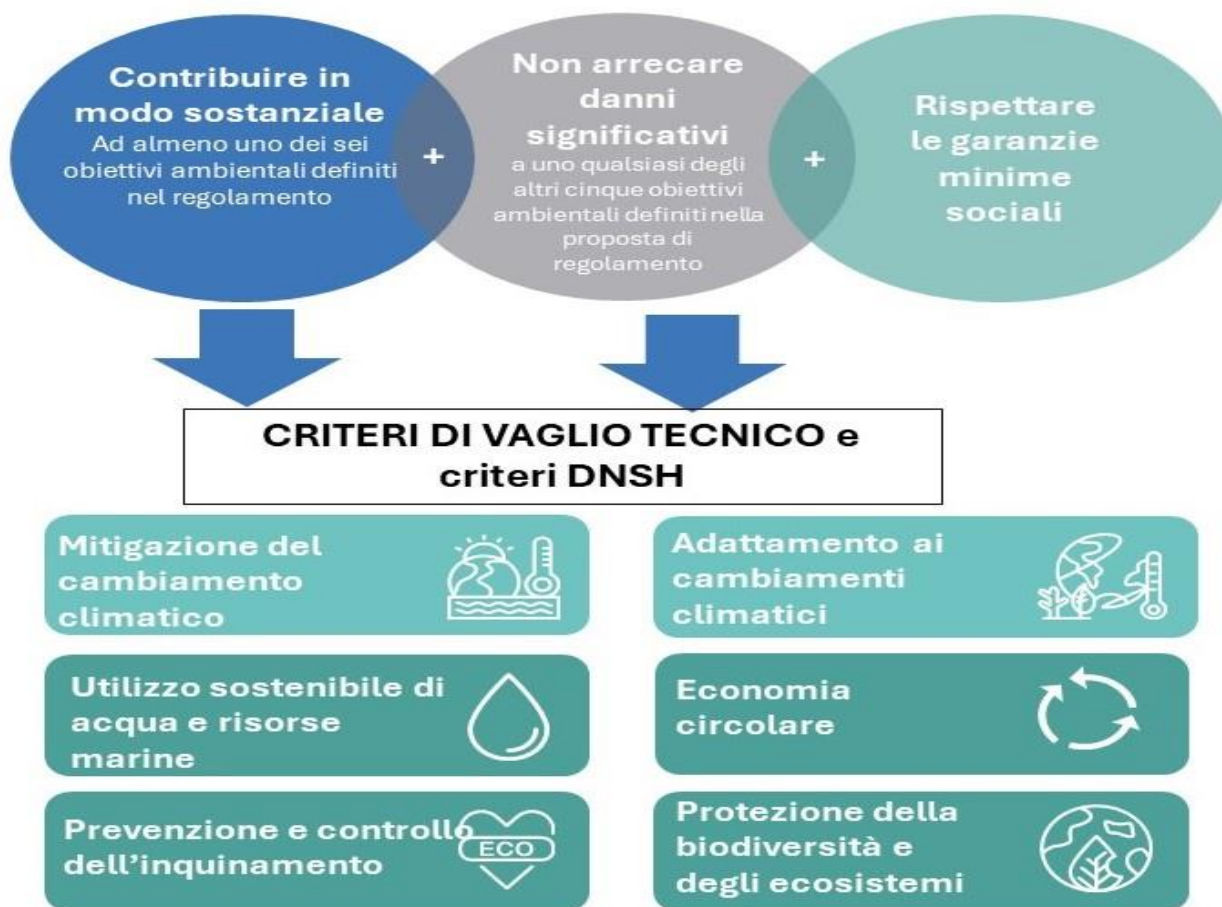 Contribuire in
modo sostanziale
Ad almeno uno dei sei
obiettivi ambientali definiti
nel regolamento
+
Non arrecare
danni
significativi
a uno qualsiasi degli
altri cinque obiettivi
ambientali definiti nella
proposta di
regolamento
+
Rispettare
le garanzie
minime
sociali
CRITERI DI VAGLIO TECNICO e
criteri DNSH
Mitigazione del
cambiamento
climatico
Adattamento ai
cambiamenti
climatici
Utilizzo sostenibile di
acqua e risorse
marine
Economia
circolare
Prevenzione e controllo
dell'inquinamento
ECO
Protezione della
biodiversità e
degli ecosistemi